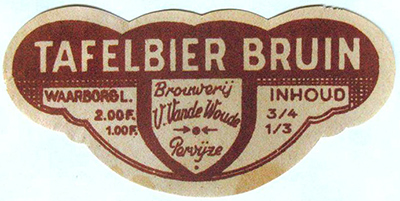 TAFELBIER BRUIN
WAARBORG L.
2.00 F.
1.00 F.
Brouwerij
V. Vande Woude
Pervijze
INHOUD
3/4
1/3